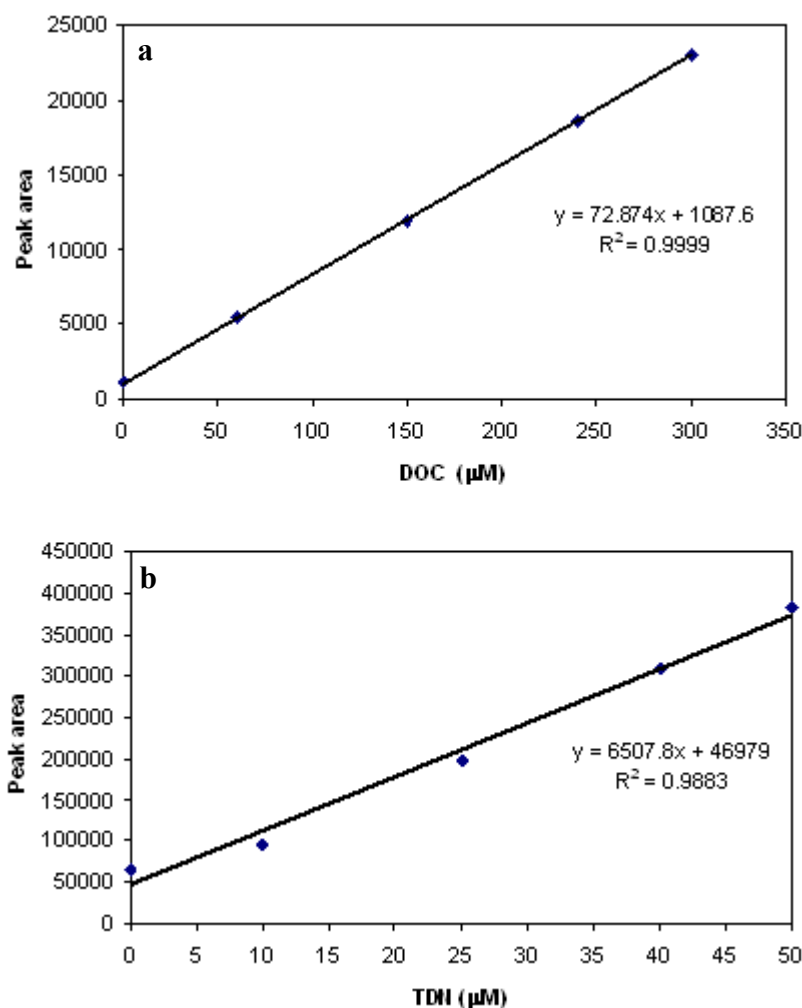 a
25000
20000
15000
10000
5000
0
Peak area
y = 72.874x + 1087.6
R² = 0.9999
0 50 100 150 200 250 300 350
DOC (µM)
b
450000
400000
350000
300000
250000
200000
150000
100000
50000
0
Peak area
y = 6507.8x + 46979
R² = 0.9883
0 5 10 15 20 25 30 35 40 45 50
TDN (µM)